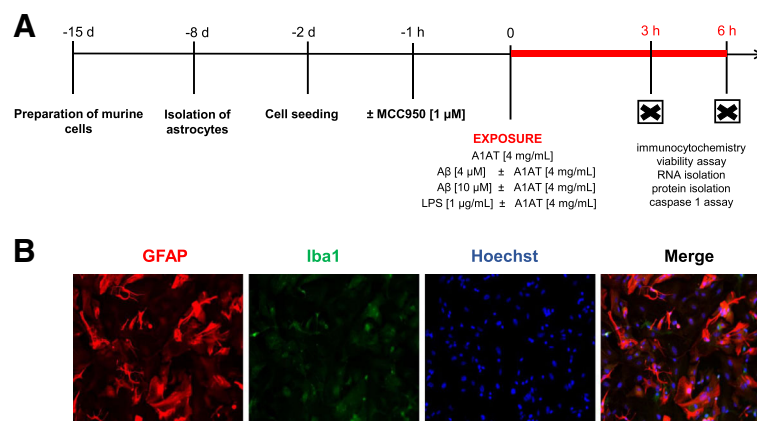 A
-15 d
-8 d
-2 d
-1 h
0
3 h
6 h
Preparation of murine
cells
Isolation of
astrocytes
Cell seeding
± MCC950 [1 µM]
EXPOSURE
A1AT [4 mg/mL]
Aβ [4 µM] ± A1AT [4 mg/mL]
Aβ [10 µM] ± A1AT [4 mg/mL]
LPS [1 µg/mL] ± A1AT [4 mg/mL]
immunocytochemistry
viability assay
RNA isolation
protein isolation
caspase 1 assay
B
GFAP
Iba1
Hoechst
Merge